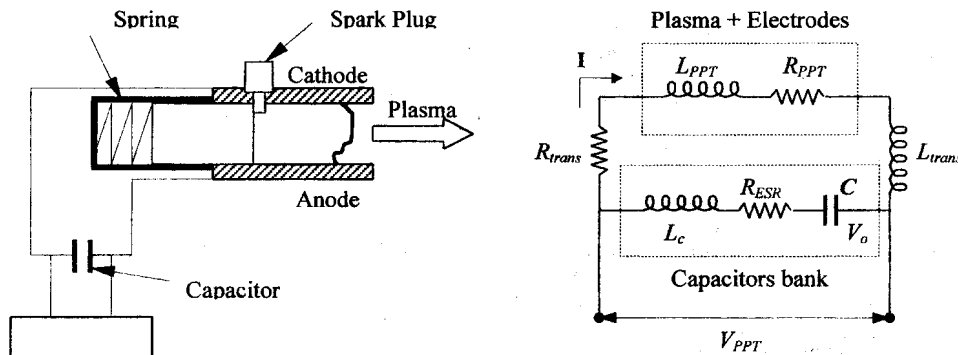 Spring
Spark Plug
Cathode
Plasma
Anode
Capacitor
Plasma + Electrodes
I
L_PPT
R_PPT
R_trans
L_trans
R_ESR
C
L_c
V_o
Capacitors bank
V_PPT